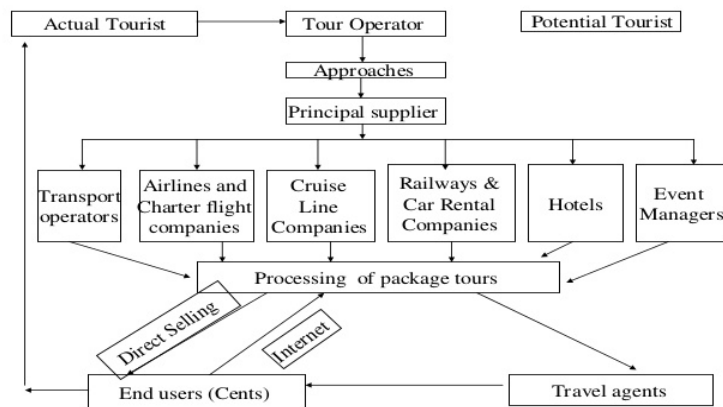 Actual Tourist
Tour Operator
Potential Tourist
Approaches
Principal supplier
Transport
operators
Airlines and
Charter flight
companies
Cruise
Line
Companies
Railways &
Car Rental
Companies
Hotels
Event
Managers
Processing of package tours
Direct Selling
Internet
End users (Cents)
Travel agents